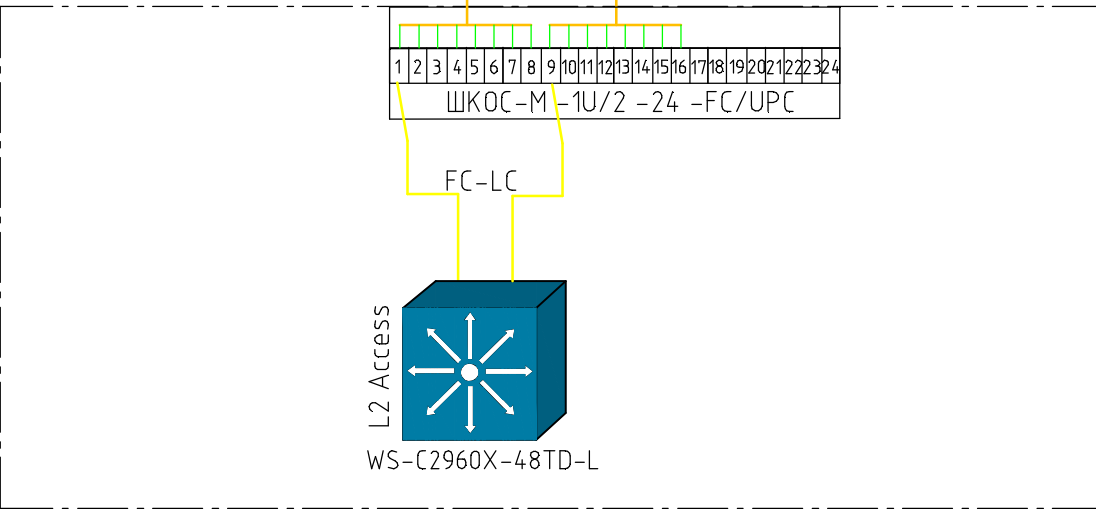 1 2 3 4 5 6 7 8 9 10 11 12 13 14 15 16 17 18 19 20 21 22 23 24
ШКОС-М -1U/2 -24 -FC/UPC
FC-LC
L2 Access
WS-C2960X-48TD-L